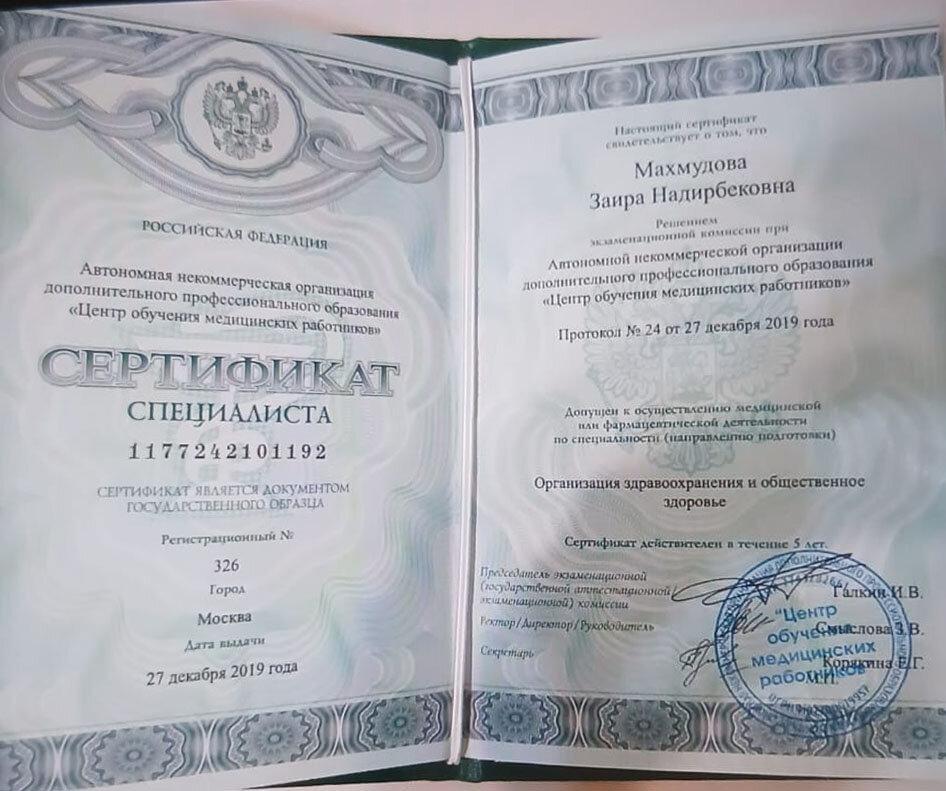 РОССИЙСКАЯ ФЕДЕРАЦИЯ
Автономная некоммерческая организация
дополнительного профессионального образования
«Центр обучения медицинских работников»
СЕРТИФИКАТ
СПЕЦИАЛИСТА
1177242101192
СЕРТИФИКАТ ЯВЛЯЕТСЯ ДОКУМЕНТОМ
ГОСУДАРСТВЕННОГО ОБРАЗЦА
Регистрационный №
326
Город
Москва
Дата выдачи
27 декабря 2019 года
Настоящий сертификат
свидетельствует о том, что
Махмудова
Заира Надирбековна
Решением
экзаменационной комиссии при
Автономной некоммерческой организации
дополнительного профессионального образования
«Центр обучения медицинских работников»
Протокол № 24 от 27 декабря 2019 года
Допущен к осуществлению медицинской
или фармацевтической деятельности
по специальности (направлению подготовки)
Организация здравоохранения и общественное
здоровье
Сертификат действителен в течение 5 лет.
Председатель экзаменационной
(государственной аттестационной/
экзаменационной) комиссии
Галкин И.В.
Ректор/Директор/Руководитель
Смыслова З.В.
Секретарь
Корякина Е.Г.
М.П.
"Центр
обучения
медицинских
работников"